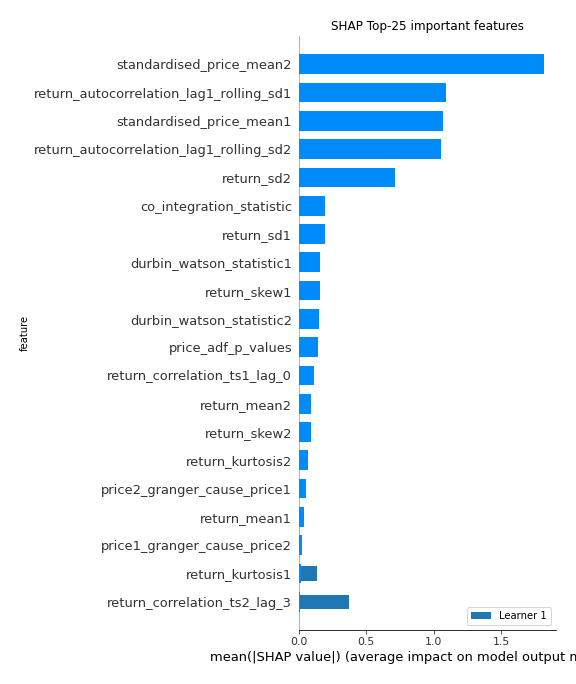 SHAP Top-25 important features
standardised_price_mean2
return_autocorrelation_lag1_rolling_sd1
standardised_price_mean1
return_autocorrelation_lag1_rolling_sd2
return_sd2
co_integration_statistic
return_sd1
durbin_watson_statistic1
return_skew1
durbin_watson_statistic2
price_adf_p_values
return_correlation_ts1_lag_0
return_mean2
return_skew2
return_kurtosis2
price2_granger_cause_price1
return_mean1
price1_granger_cause_price2
return_kurtosis1
return_correlation_ts2_lag_3
feature
Learner 1
0.0 0.5 1.0 1.5
mean(|SHAP value|) (average impact on model output